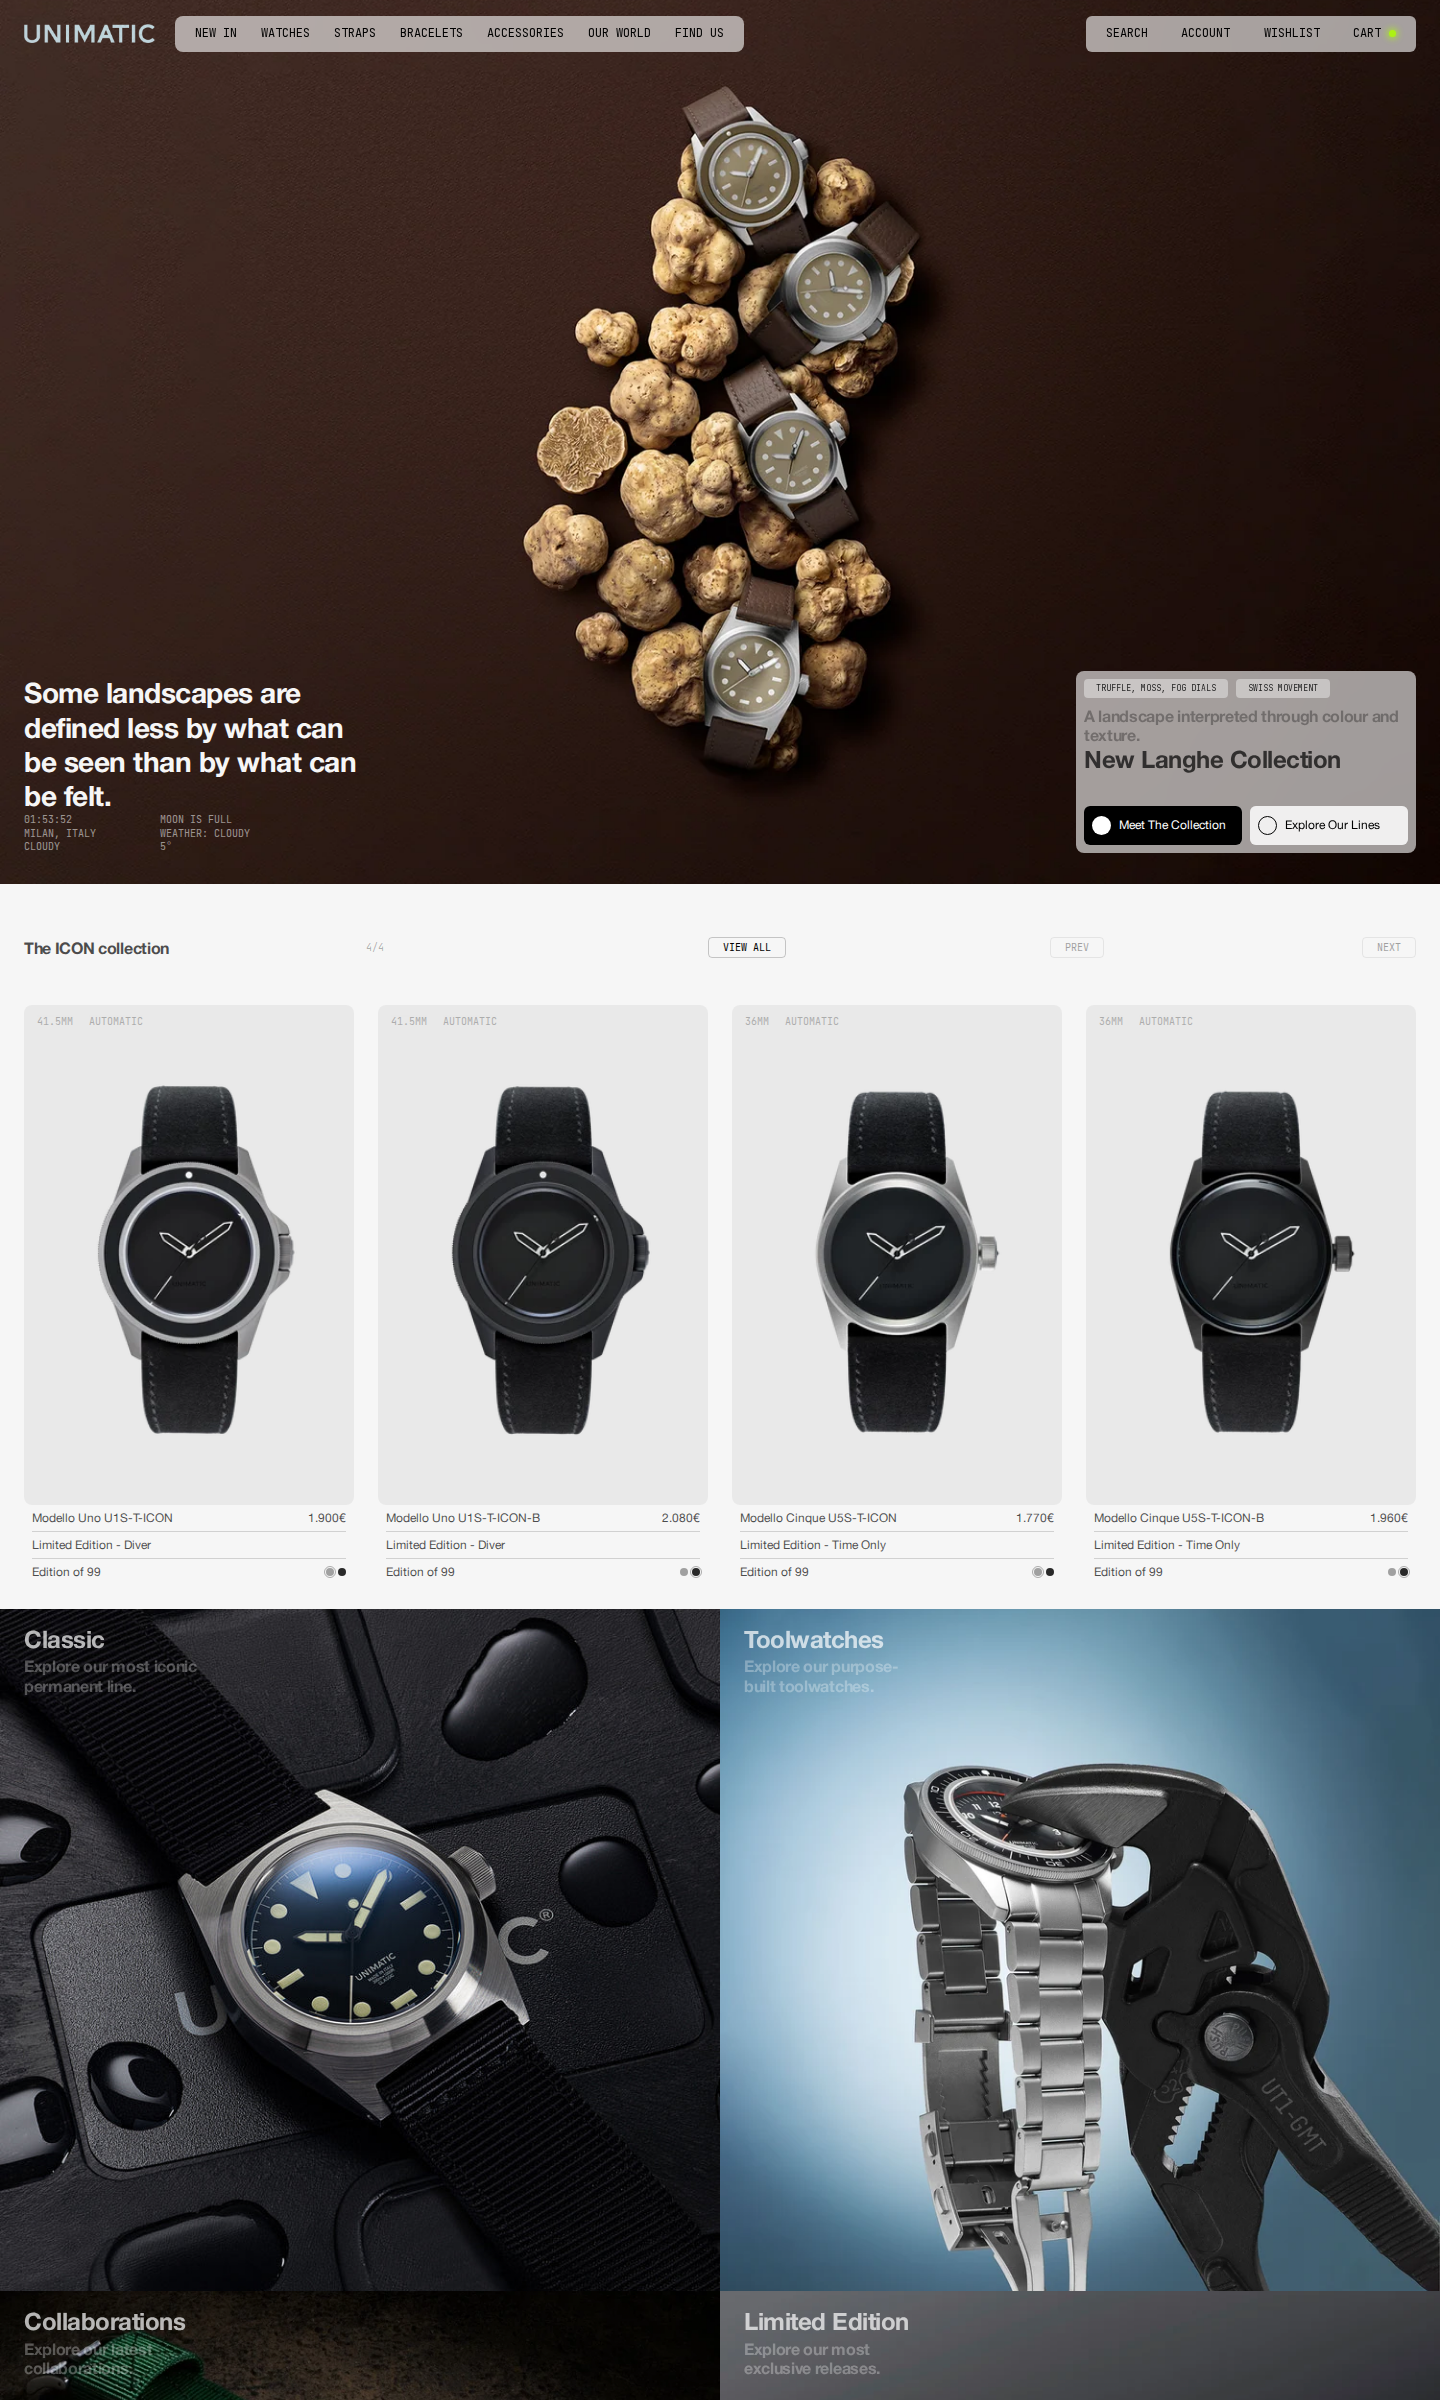 UNIMATIC
NEW IN WATCHES STRAPS BRACELETS ACCESSORIES OUR WORLD FIND US
SEARCH ACCOUNT WISHLIST CART
Some landscapes are
defined less by what can
be seen than by what can
be felt.
01:53:52 MOON IS FULL
MILAN, ITALY WEATHER: CLOUDY
CLOUDY 5°
TRUFFLE, MOSS, FOG DIALS SWISS MOVEMENT
A landscape interpreted through colour and
texture.
New Langhe Collection
Meet The Collection Explore Our Lines
The ICON collection 4/4 VIEW ALL PREV NEXT
41.5MM AUTOMATIC 41.5MM AUTOMATIC 36MM AUTOMATIC 36MM AUTOMATIC
Modello Uno U1S-T-ICON 1.900€ Modello Uno U1S-T-ICON-B 2.080€ Modello Cinque U5S-T-ICON 1.770€ Modello Cinque U5S-T-ICON-B 1.960€
Limited Edition - Diver Limited Edition - Diver Limited Edition - Time Only Limited Edition - Time Only
Edition of 99 Edition of 99 Edition of 99 Edition of 99
Classic
Explore our most iconic
permanent line.
UNIMATIC
U C®
Toolwatches
Explore our purpose-
built toolwatches.
UT1-GMT
Collaborations
Explore our latest
collaborations.
Limited Edition
Explore our most
exclusive releases.